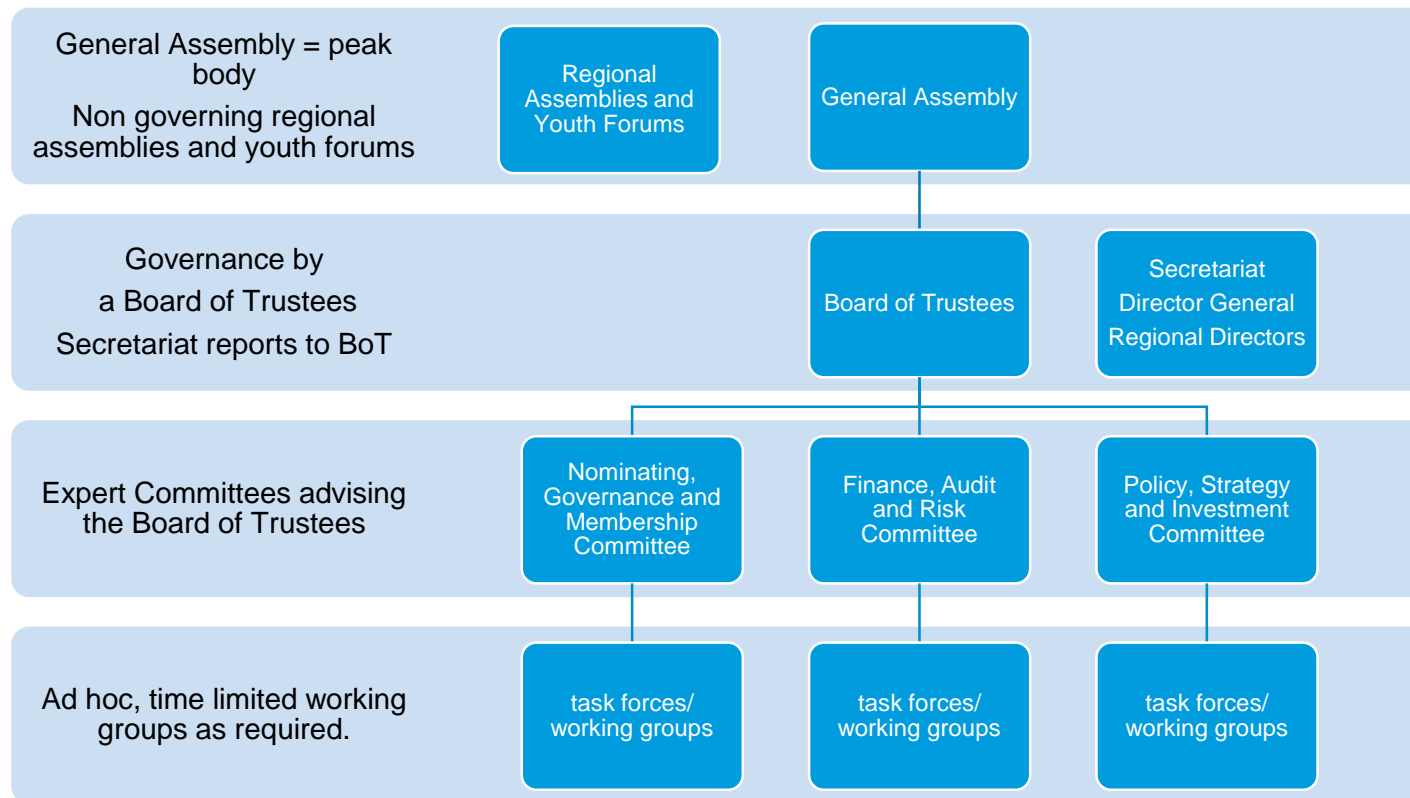 General Assembly = peak
body
Non governing regional
assemblies and youth forums
Regional
Assemblies and
Youth Forums
General Assembly
Governance by
a Board of Trustees
Secretariat reports to BoT
Board of Trustees
Secretariat
Director General
Regional Directors
Expert Committees advising
the Board of Trustees
Nominating,
Governance and
Membership
Committee
Finance, Audit
and Risk
Committee
Policy, Strategy
and Investment
Committee
Ad hoc, time limited working
groups as required.
task forces/
working groups
task forces/
working groups
task forces/
working groups